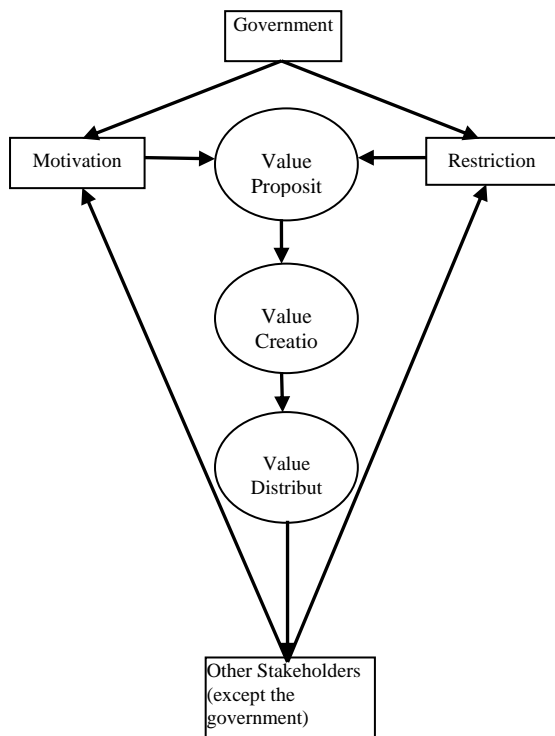 Government
Motivation
Value
Proposit
Restriction
Value
Creatio
Value
Distribut
Other Stakeholders
(except the
government)